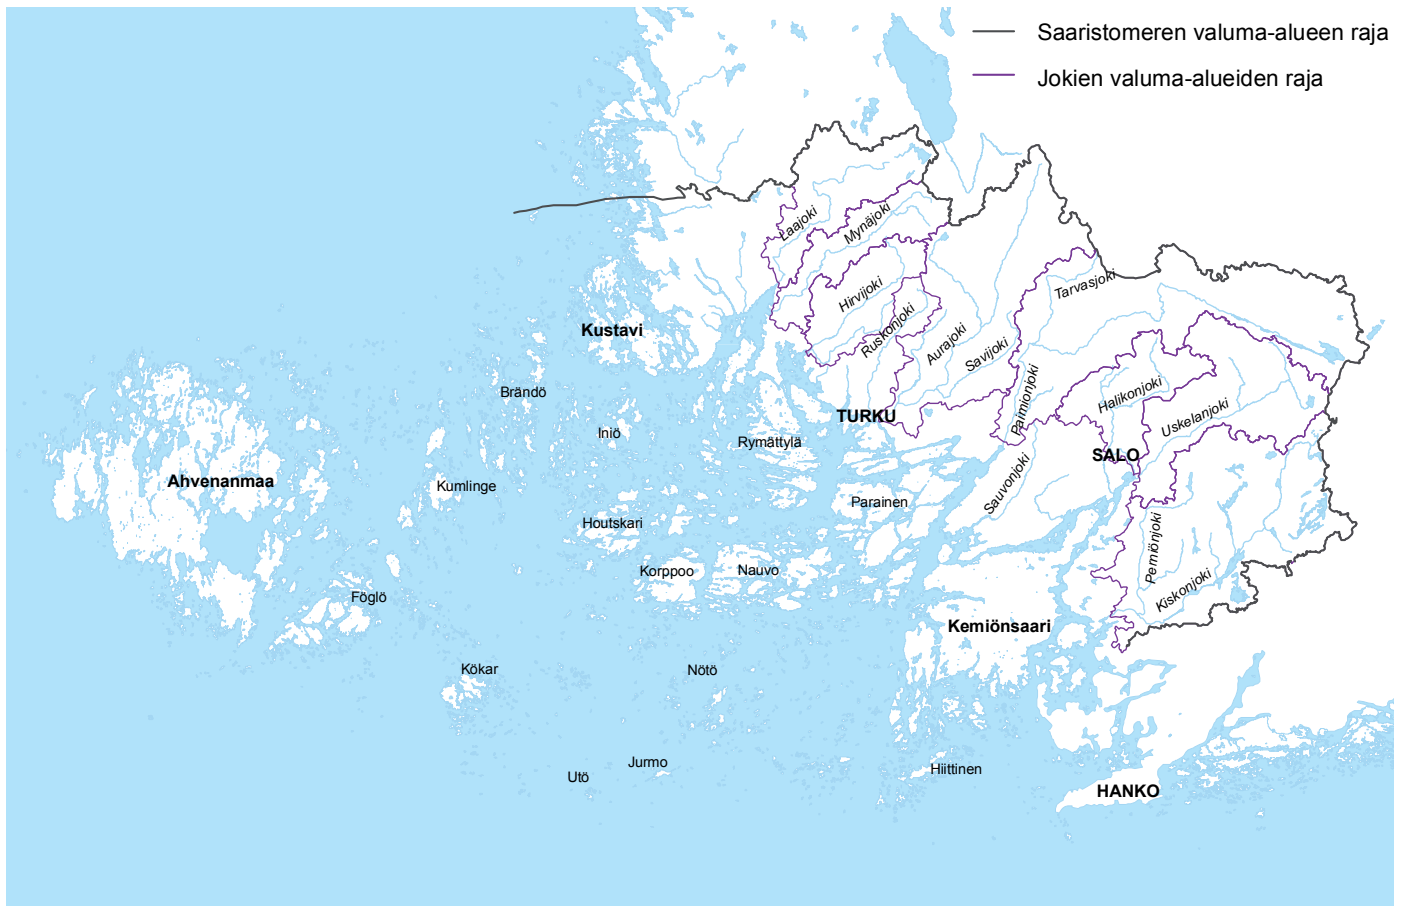 Saaristomeren valuma-alueen raja
Jokien valuma-alueiden raja
Laajoki
Mynäjoki
Hirvijoki
Ruskonjoki
Aurajoki
Savijoki
Tarvasjoki
Paimionjoki
Halikonjoki
Uskelanjoki
Kustavi
Brändö
Iniö
Rymättylä
TURKU
SALO
Ahvenanmaa
Kumlinge
Houtskari
Parainen
Sauvonjoki
Perniönjoki
Kiskonjoki
Korppoo
Nauvo
Föglö
Kemiönsaari
Kökar
Nötö
Jurmo
Utö
Hiittinen
HANKO